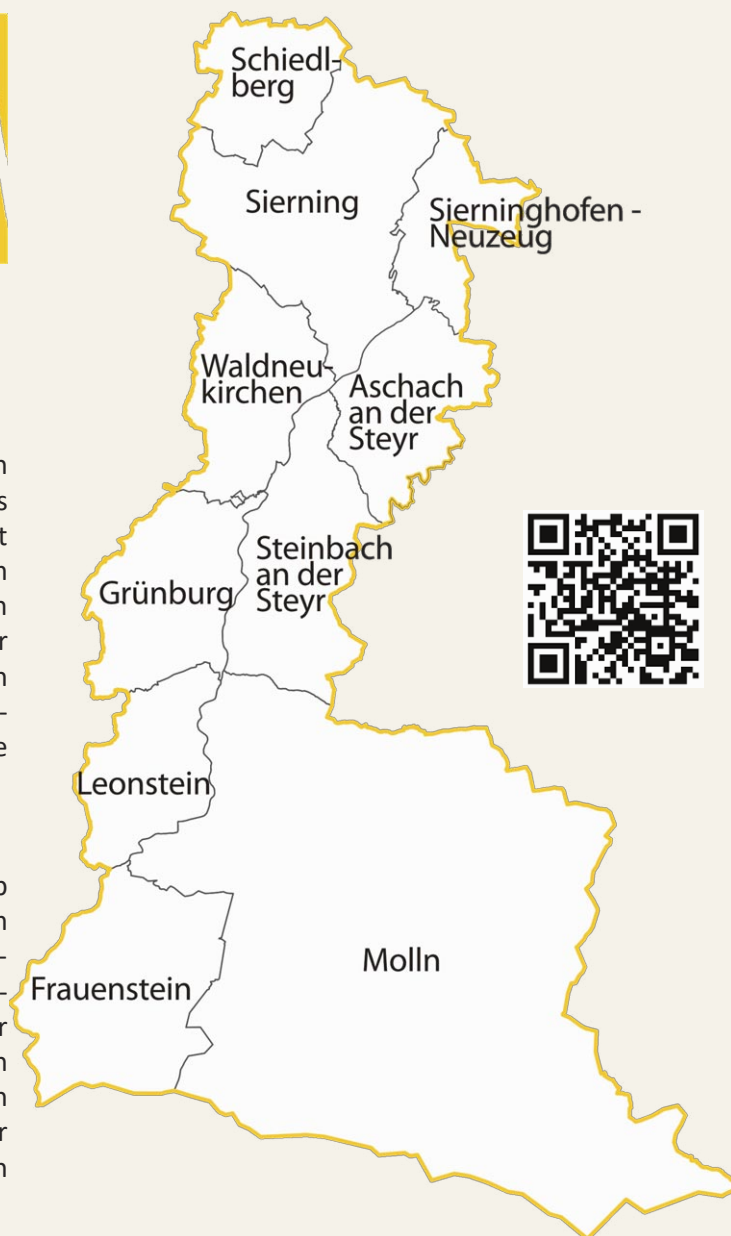 Schiedl-
berg
Sierning
Sierninghofen -
Neuzeug
Waldneu-
kirchen
Aschach
an der
Steyr
Steinbach
an der
Steyr
Grünburg
Leonstein
Molln
Frauenstein